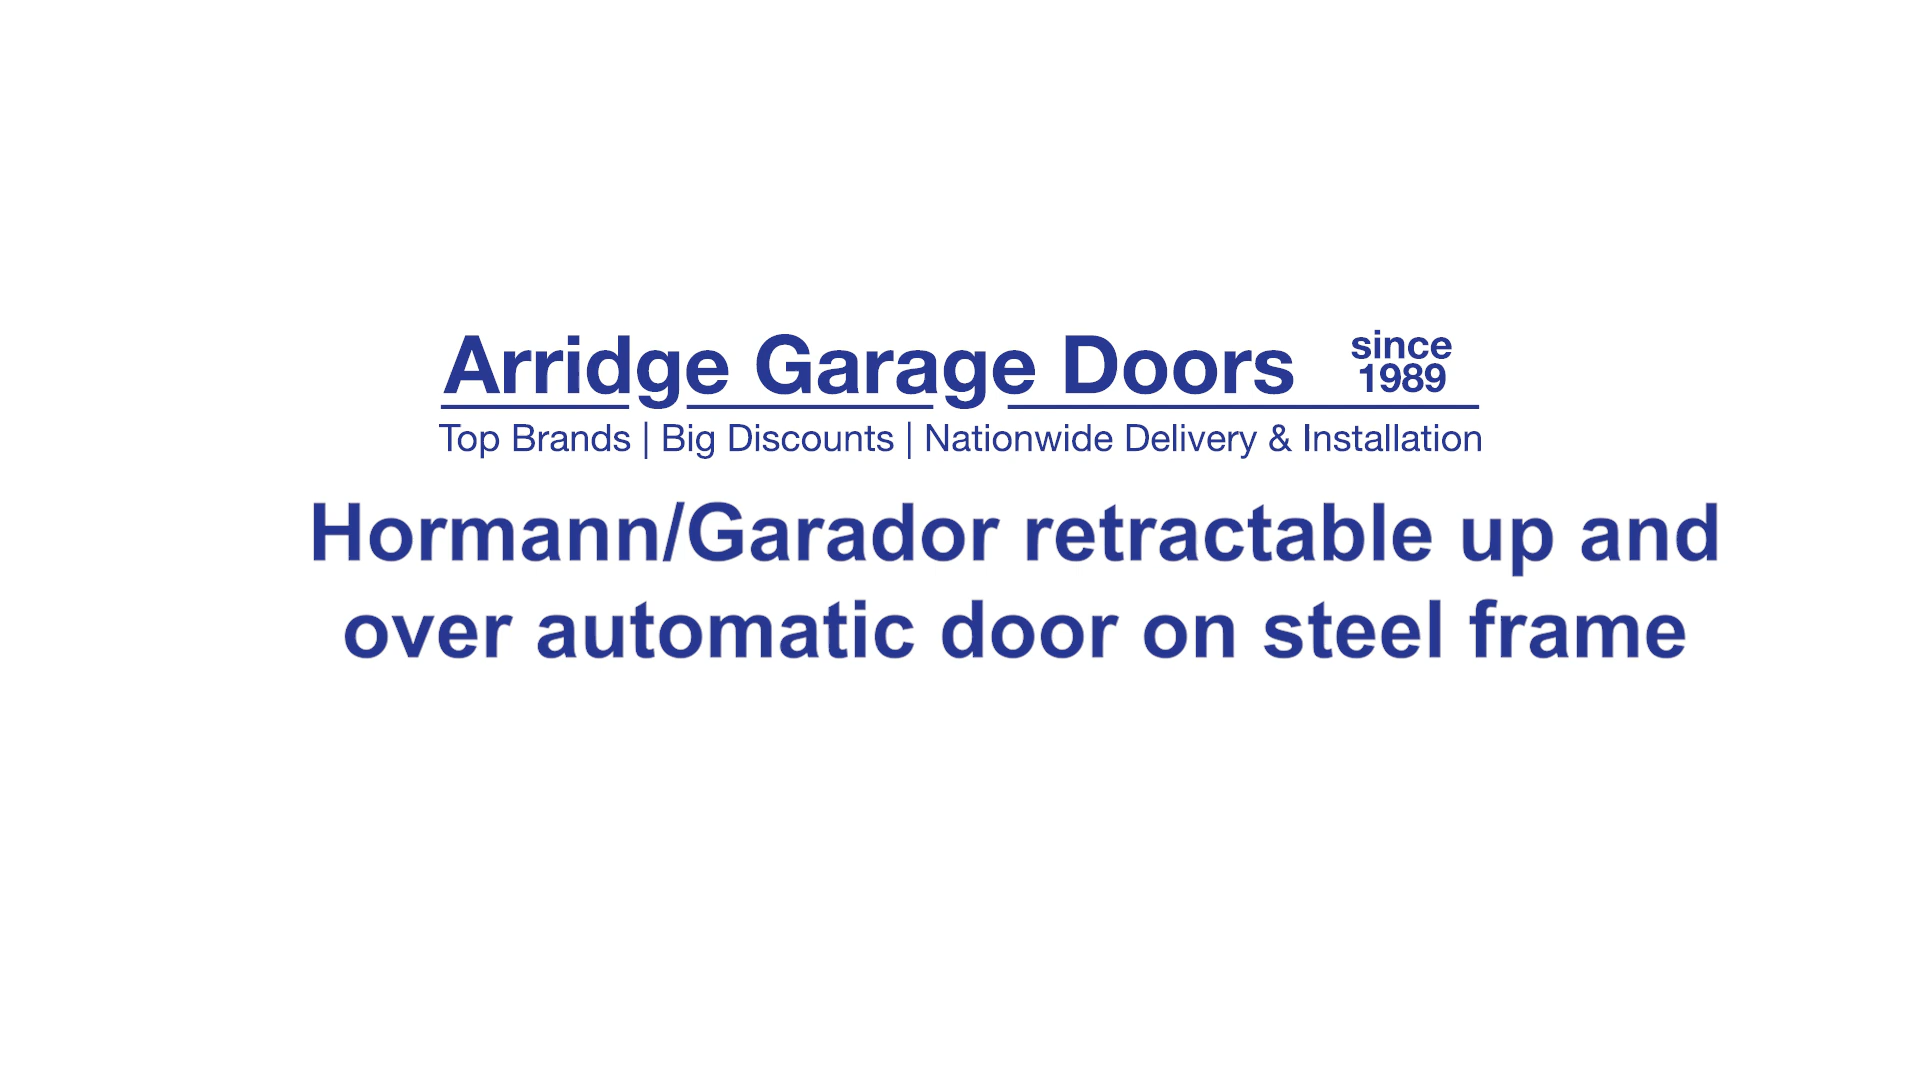 Arridge Garage Doors since 1989
Top Brands | Big Discounts | Nationwide Delivery & Installation
Hormann/Garador retractable up and
over automatic door on steel frame